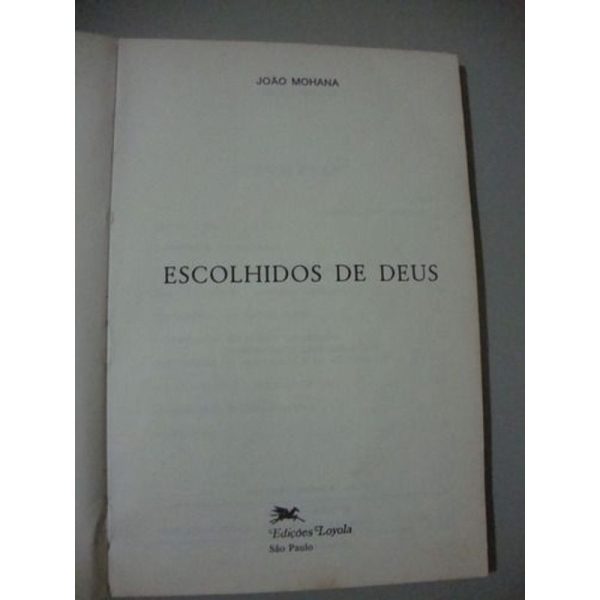 JOÃO MOHANA
ESCOLHIDOS DE DEUS
Edições Loyola
São Paulo